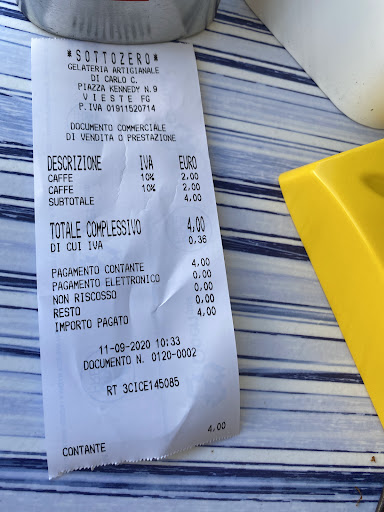 *SOTTOZERO*
GELATERIA ARTIGIANALE
DI CARLO C.
PIAZZA KENNEDY N.9
VIESTE FG
P.IVA 01911520714
DOCUMENTO COMMERCIALE
DI VENDITA O PRESTAZIONE
DESCRIZIONE IVA EURO
CAFFE 10% 2,00
CAFFE 10% 2,00
SUBTOTALE 4,00
TOTALE COMPLESSIVO 4,00
DI CUI IVA 0,36
PAGAMENTO CONTANTE 4,00
PAGAMENTO ELETTRONICO 0,00
NON RISCOSSO 0,00
RESTO 0,00
IMPORTO PAGATO 4,00
11-09-2020 10:33
DOCUMENTO N. 0120-0002
RT 3CICE145085
CONTANTE 4,00